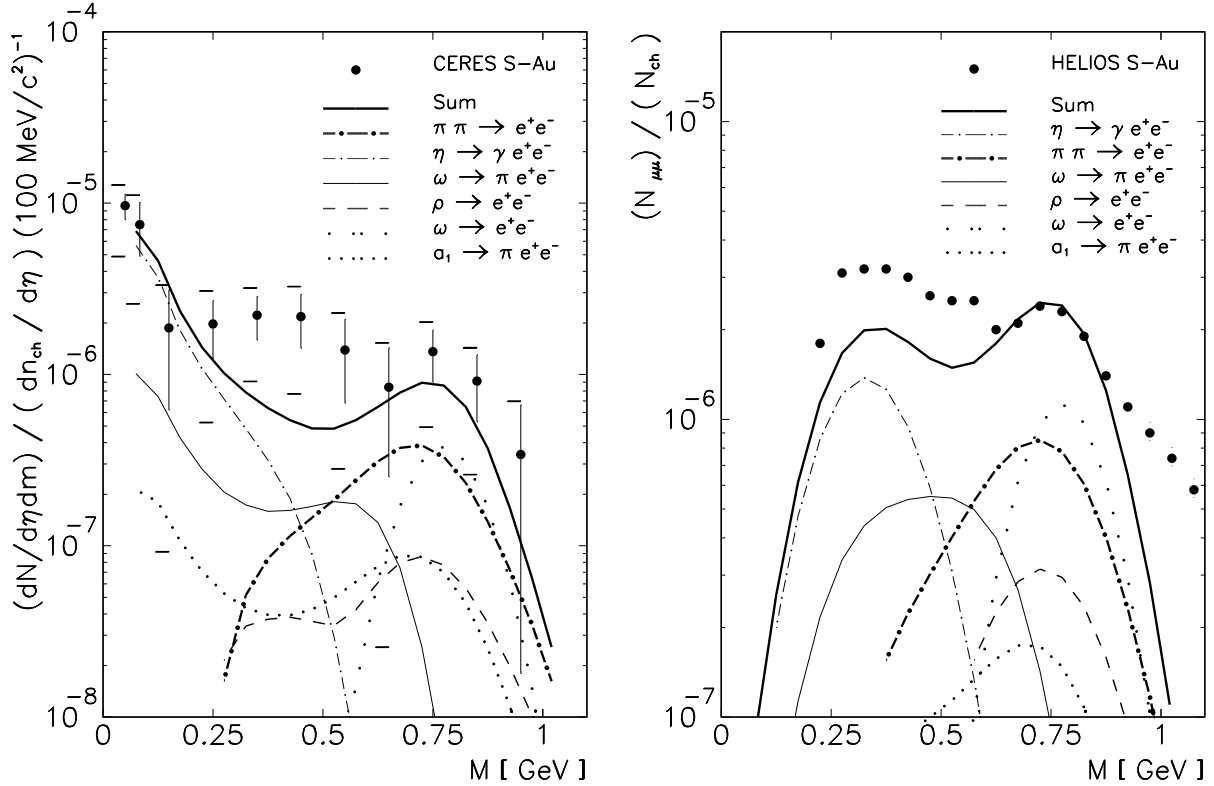 (dN/dηdm) / ( dn_ch / dη ) (100 MeV/c²)⁻¹
10⁻⁴
10⁻⁵
10⁻⁶
10⁻⁷
10⁻⁸
CERES S-Au
Sum
π π → e⁺e⁻
η → γ e⁺e⁻
ω → π e⁺e⁻
ρ → e⁺e⁻
ω → e⁺e⁻
a₁ → π e⁺e⁻
0 0.25 0.5 0.75 1
M [ GeV ]
(N μμ) / ( N_ch )
10⁻⁵
10⁻⁶
10⁻⁷
HELIOS S-Au
Sum
η → γ e⁺e⁻
π π → e⁺e⁻
ω → π e⁺e⁻
ρ → e⁺e⁻
ω → e⁺e⁻
a₁ → π e⁺e⁻
0 0.25 0.5 0.75 1
M [ GeV ]